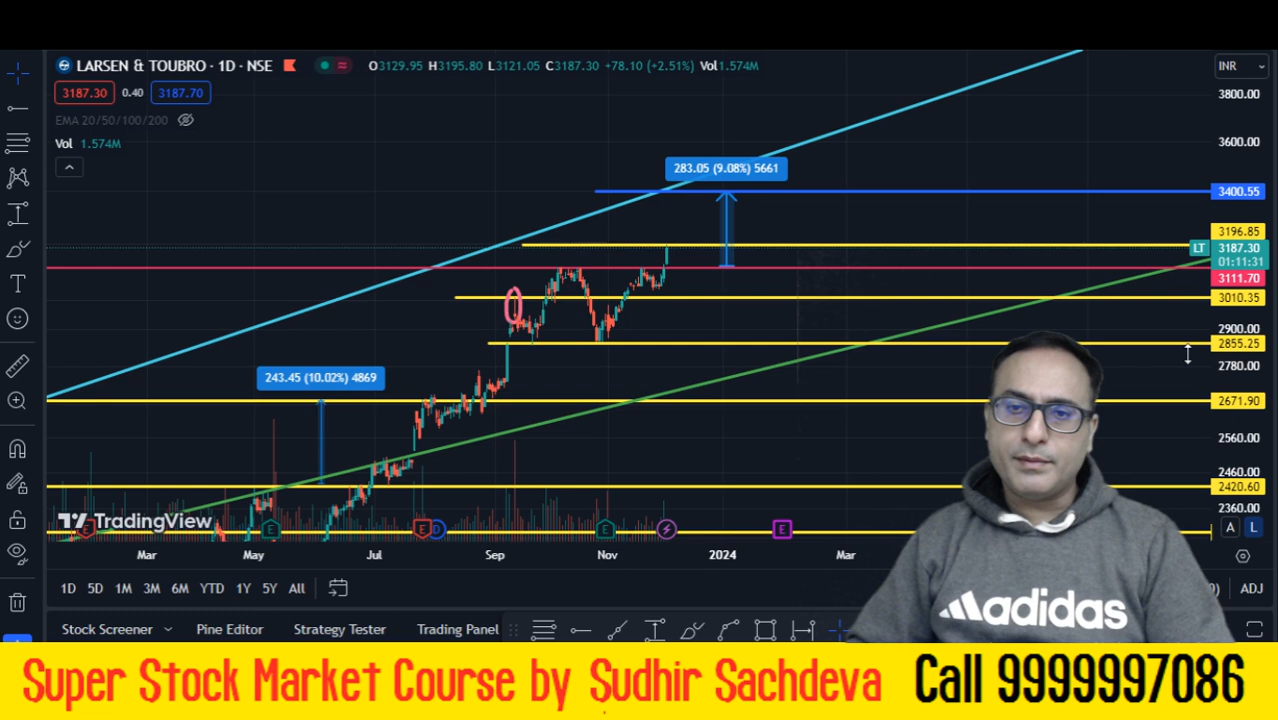 LARSEN & TOUBRO · 1D · NSE
O3129.95 H3195.80 L3121.05 C3187.30 +78.10 (+2.51%) Vol1.574M
INR
3187.30 0.40 3187.70
3800.00
EMA 20/50/100/200
Vol 1.574M
3600.00
283.05 (9.08%) 5661
3400.55
3196.85
LT 3187.30
01:11:31
3111.70
3010.35
2900.00
2855.25
2780.00
243.45 (10.02%) 4869
2671.90
2560.00
2460.00
2420.60
2360.00
TradingView
E E E D E E
A L
Mar May Jul Sep Nov 2024 Mar
1D 5D 1M 3M 6M YTD 1Y 5Y All
ADJ
adidas
Stock Screener Pine Editor Strategy Tester Trading Panel
Super Stock Market Course by Sudhir Sachdeva Call 9999997086